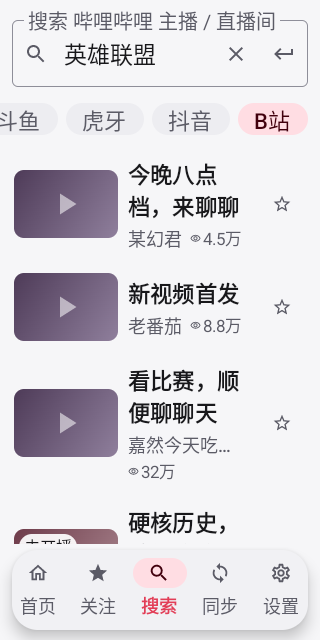 搜索 哔哩哔哩 主播 / 直播间
英雄联盟
斗鱼 虎牙 抖音 B站
今晚八点
档，来聊聊
某幻君 4.5万
新视频首发
老番茄 8.8万
看比赛，顺
便聊聊天
嘉然今天吃…
32万
硬核历史，
首页 关注 搜索 同步 设置